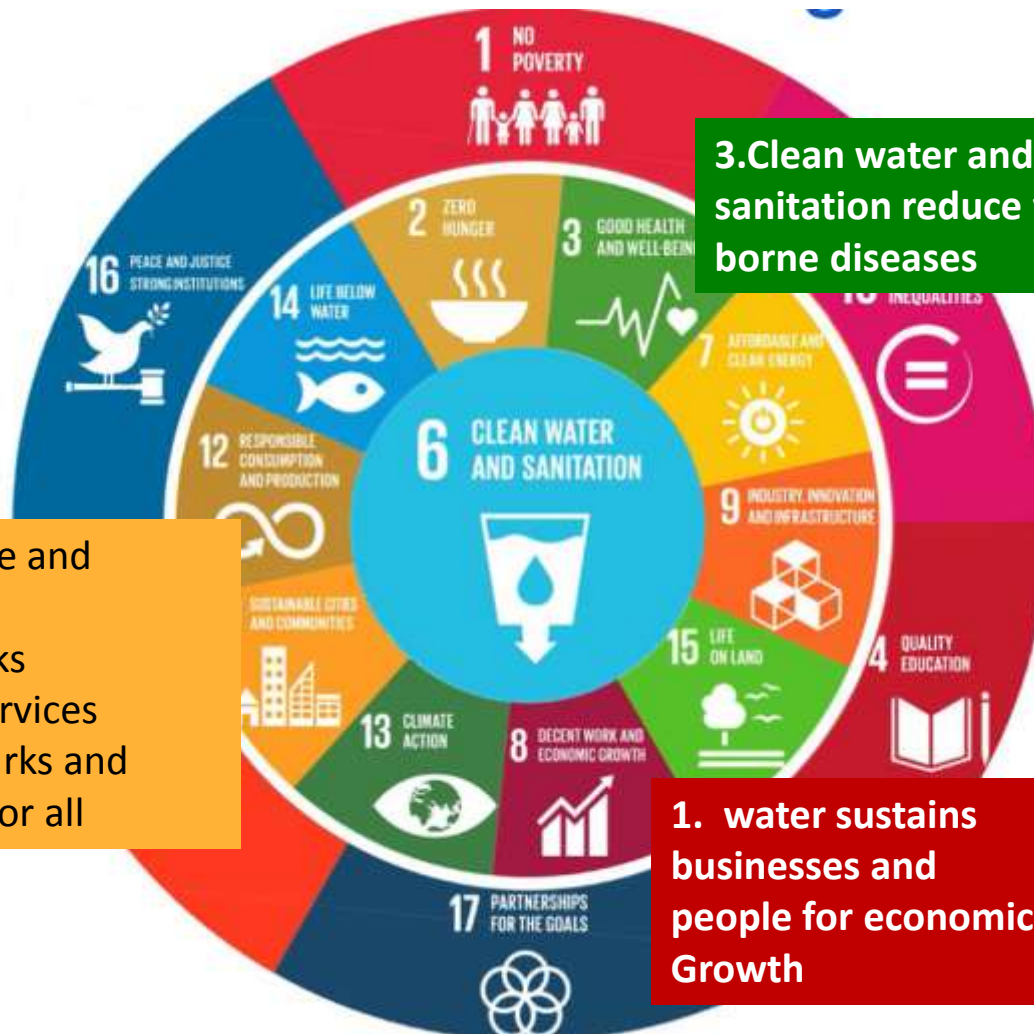 1 NO
POVERTY
3.Clean water and
sanitation reduce
borne diseases
2 ZERO
HUNGER
3 GOOD HEALTH
AND WELL-BEING
16 PEACE AND JUSTICE
STRONG INSTITUTIONS
14 LIFE BELOW
WATER
INEQUALITIES
7 AFFORDABLE AND
CLEAN ENERGY
6 CLEAN WATER
AND SANITATION
12 RESPONSIBLE
CONSUMPTION
AND PRODUCTION
9 INDUSTRY, INNOVATION
AND INFRASTRUCTURE
e and
ks
ervices
rks and
or all
SUSTAINABLE CITIES
AND COMMUNITIES
15 LIFE
ON LAND
4 QUALITY
EDUCATION
13 CLIMATE
ACTION
8 DECENT WORK AND
ECONOMIC GROWTH
1. water sustains
businesses and
people for economic
Growth
17 PARTNERSHIPS
FOR THE GOALS